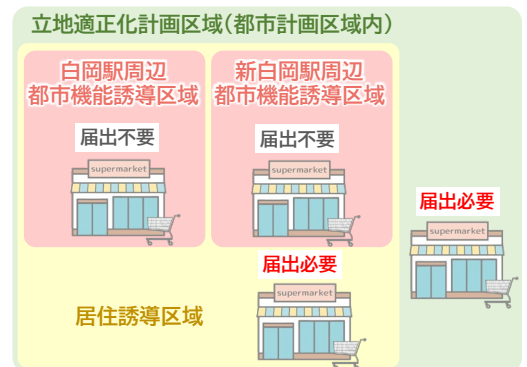 立地適正化計画区域(都市計画区域内)
白岡駅周辺
都市機能誘導区域
新白岡駅周辺
都市機能誘導区域
届出不要
届出不要
supermarket
supermarket
届出必要
supermarket
届出必要
supermarket
居住誘導区域